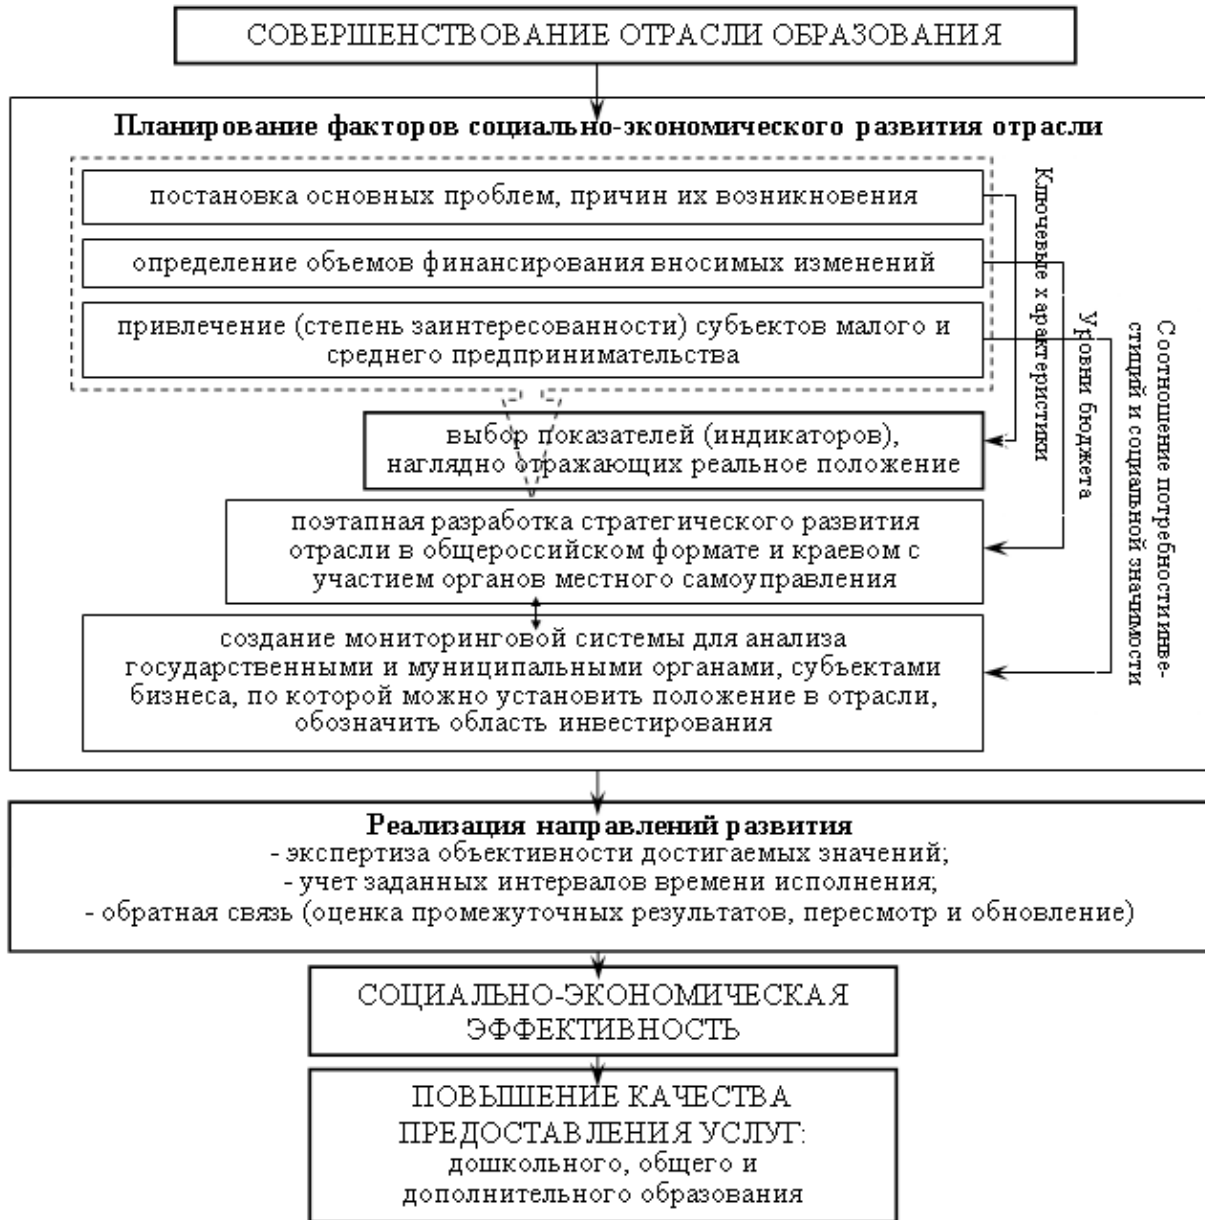 СОВЕРШЕНСТВОВАНИЕ ОТРАСЛИ ОБРАЗОВАНИЯ
Планирование факторов социально-экономического развития отрасли
постановка основных проблем, причин их возникновения
определение объемов финансирования вносимых изменений
привлечение (степень заинтересованности) субъектов малого и
среднего предпринимательства
выбор показателей (индикаторов),
наглядно отражающих реальное положение
поэтапная разработка стратегического развития
отрасли в общероссийском формате и краевом с
участием органов местного самоуправления
создание мониторинговой системы для анализа
государственными и муниципальными органами, субъектами
бизнеса, по которой можно установить положение в отрасли,
обозначить область инвестирования
Ключевые характеристики
Уровни бюджета
Соотношение потребности инве-
стиций и социальной значимости
Реализация направлений развития
- экспертиза объективности достигаемых значений;
- учет заданных интервалов времени исполнения;
- обратная связь (оценка промежуточных результатов, пересмотр и обновление)
СОЦИАЛЬНО-ЭКОНОМИЧЕСКАЯ
ЭФФЕКТИВНОСТЬ
ПОВЫШЕНИЕ КАЧЕСТВА
ПРЕДОСТАВЛЕНИЯ УСЛУГ:
дошкольного, общего и
дополнительного образования